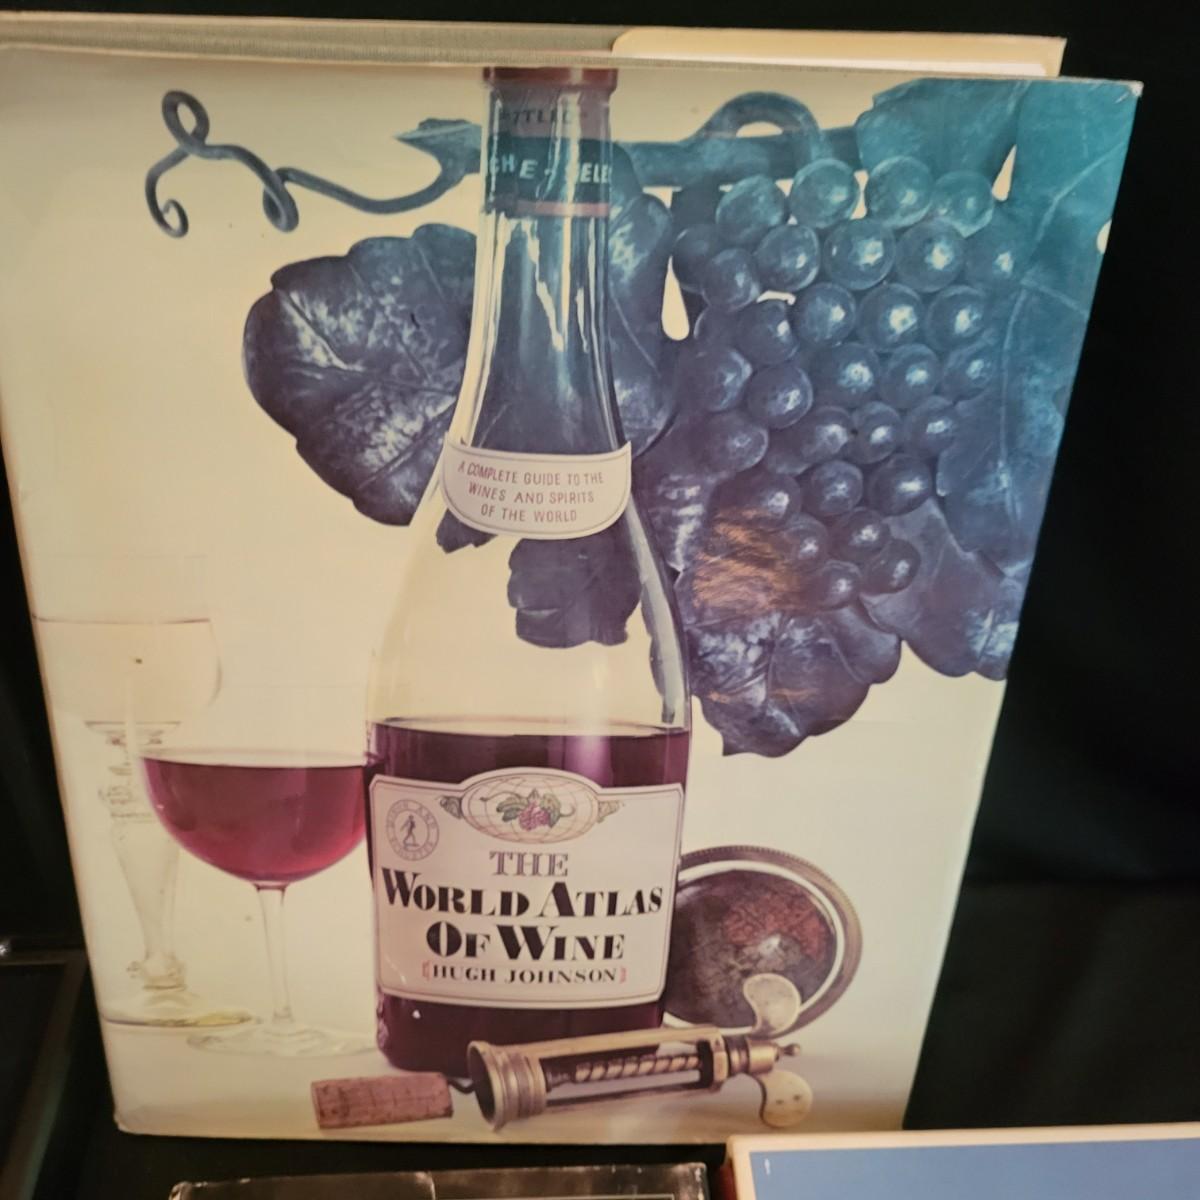 A COMPLETE GUIDE TO THE
WINES AND SPIRITS
OF THE WORLD
THE
WORLD ATLAS
OF WINE
HUGH JOHNSON